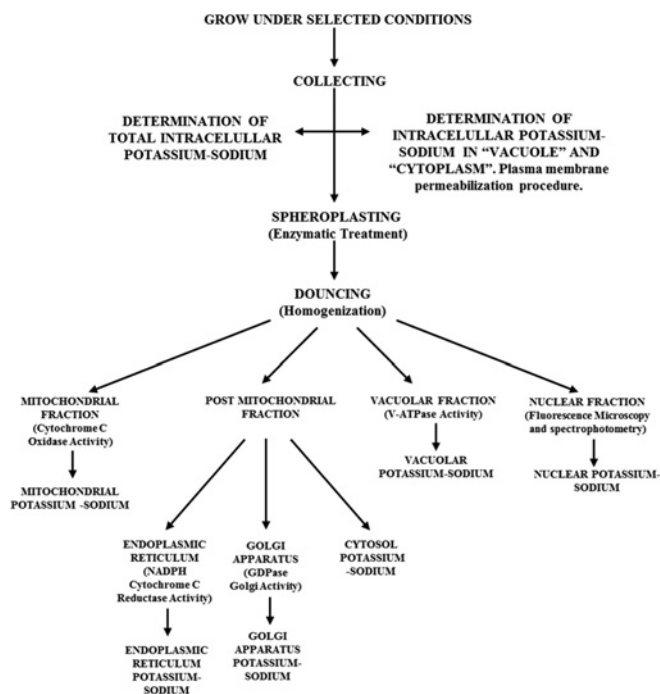 GROW UNDER SELECTED CONDITIONS
COLLECTING
DETERMINATION OF
TOTAL INTRACELULLAR
POTASSIUM-SODIUM
DETERMINATION OF
INTRACELULLAR POTASSIUM-
SODIUM IN “VACUOLE” AND
“CYTOPLASM”. Plasma membrane
permeabilization procedure.
SPHEROPLASTING
(Enzymatic Treatment)
DOUNCING
(Homogenization)
MITOCHONDRIAL
FRACTION
(Cytochrome C
Oxidase Activity)
POST MITOCHONDRIAL
FRACTION
VACUOLAR FRACTION
(V-ATPase Activity)
NUCLEAR FRACTION
(Fluorescence Microscopy
and spectrophotometry)
MITOCHONDRIAL
POTASSIUM -SODIUM
VACUOLAR
POTASSIUM-SODIUM
NUCLEAR POTASSIUM-
SODIUM
ENDOPLASMIC
RETICULUM
(NADPH
Cytochrome C
Reductase Activity)
GOLGI
APPARATUS
(GDPase
Golgi Activity)
CYTOSOL
POTASSIUM
-SODIUM
ENDOPLASMIC
RETICULUM
POTASSIUM-
SODIUM
GOLGI
APPARATUS
POTASSIUM-
SODIUM